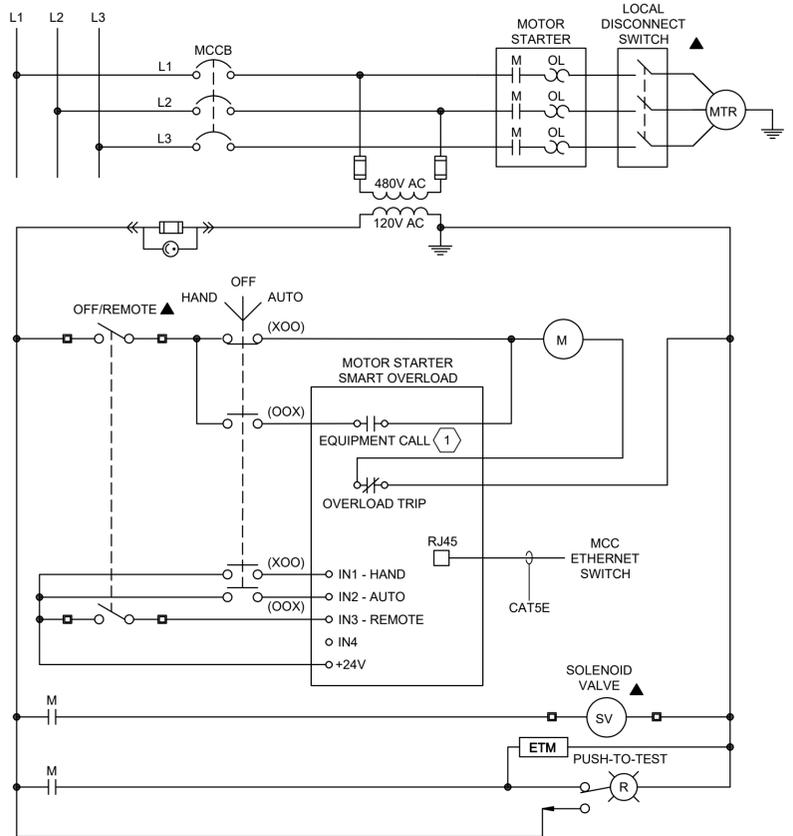 L1 L2 L3
MCCB
MOTOR
STARTER
LOCAL
DISCONNECT
SWITCH
L1
M OL
L2
M OL
MTR
L3
M OL
480V AC
120V AC
OFF
HAND AUTO
OFF/REMOTE
(XOO)
M
MOTOR STARTER
SMART OVERLOAD
(OOX)
EQUIPMENT CALL 1
OVERLOAD TRIP
RJ45
MCC
ETHERNET
SWITCH
CAT5E
(XOO)
IN1 - HAND
IN2 - AUTO
(OOX)
IN3 - REMOTE
IN4
+24V
SOLENOID
VALVE
M
SV
ETM
PUSH-TO-TEST
M
R